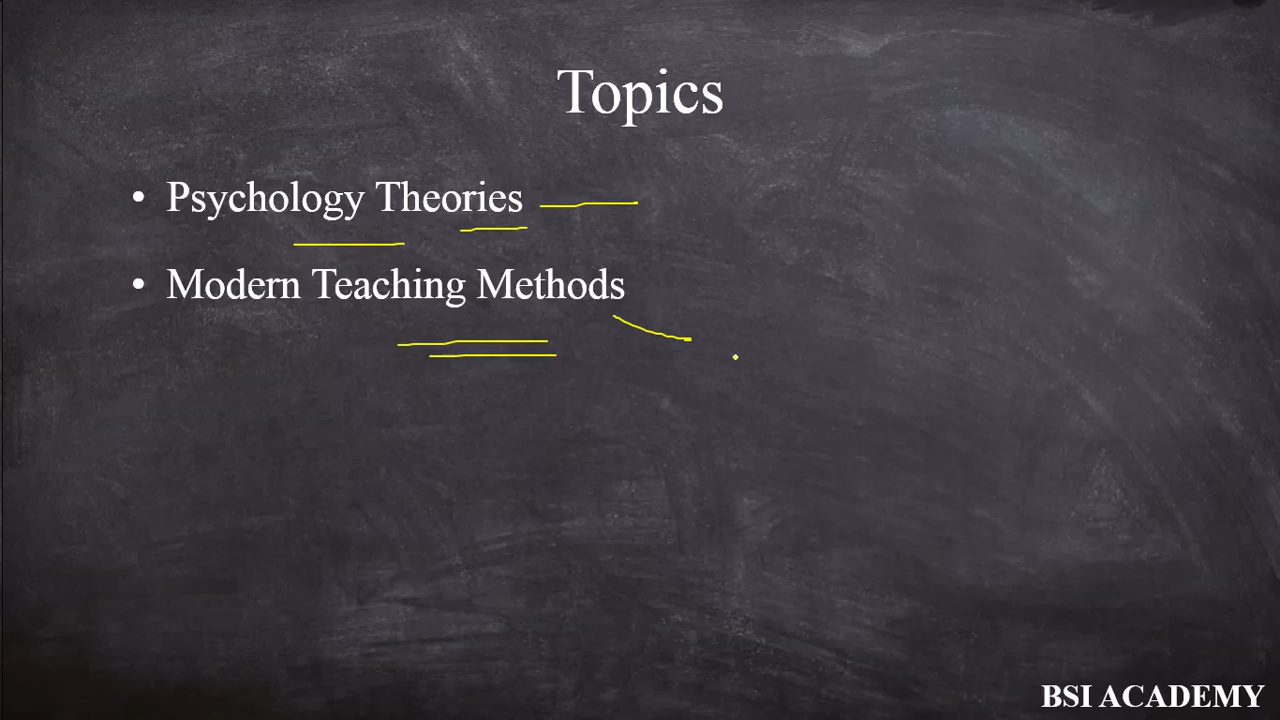 Topics
• Psychology Theories
• Modern Teaching Methods
BSI ACADEMY